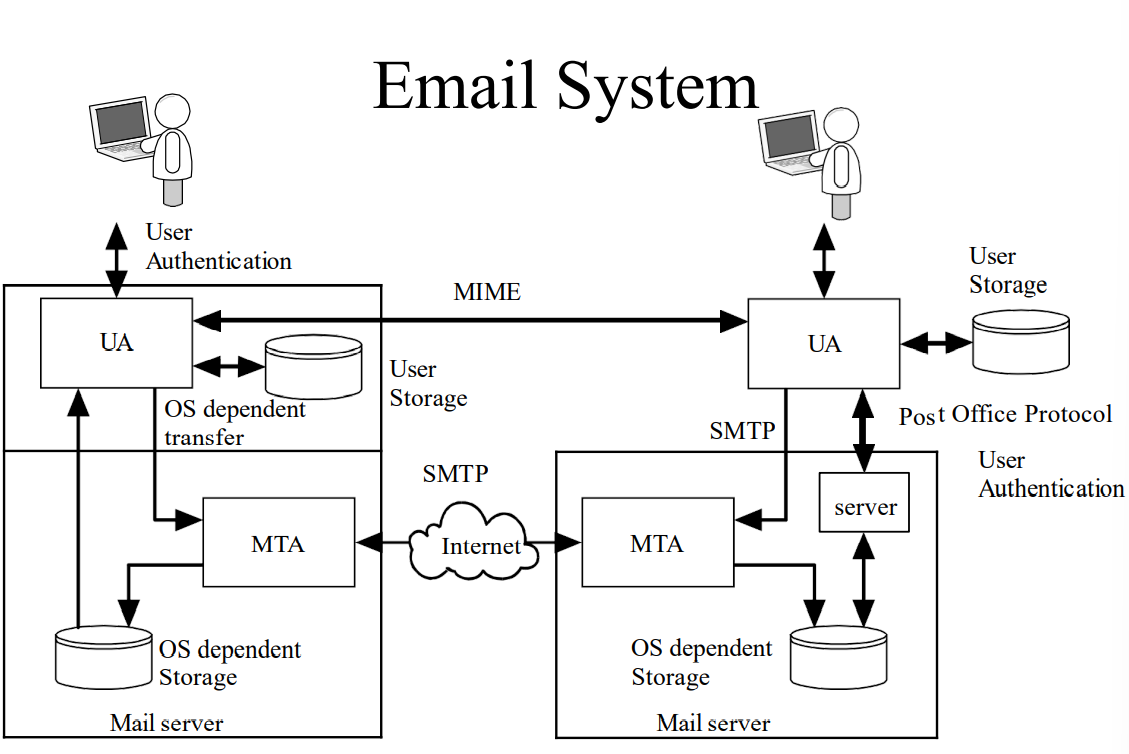 Email System
User
Authentication
MIME
User
Storage
UA
UA
User
Storage
OS dependent
transfer
Post Office Protocol
SMTP
User
Authentication
SMTP
server
MTA
Internet
MTA
OS dependent
Storage
OS dependent
Storage
Mail server
Mail server